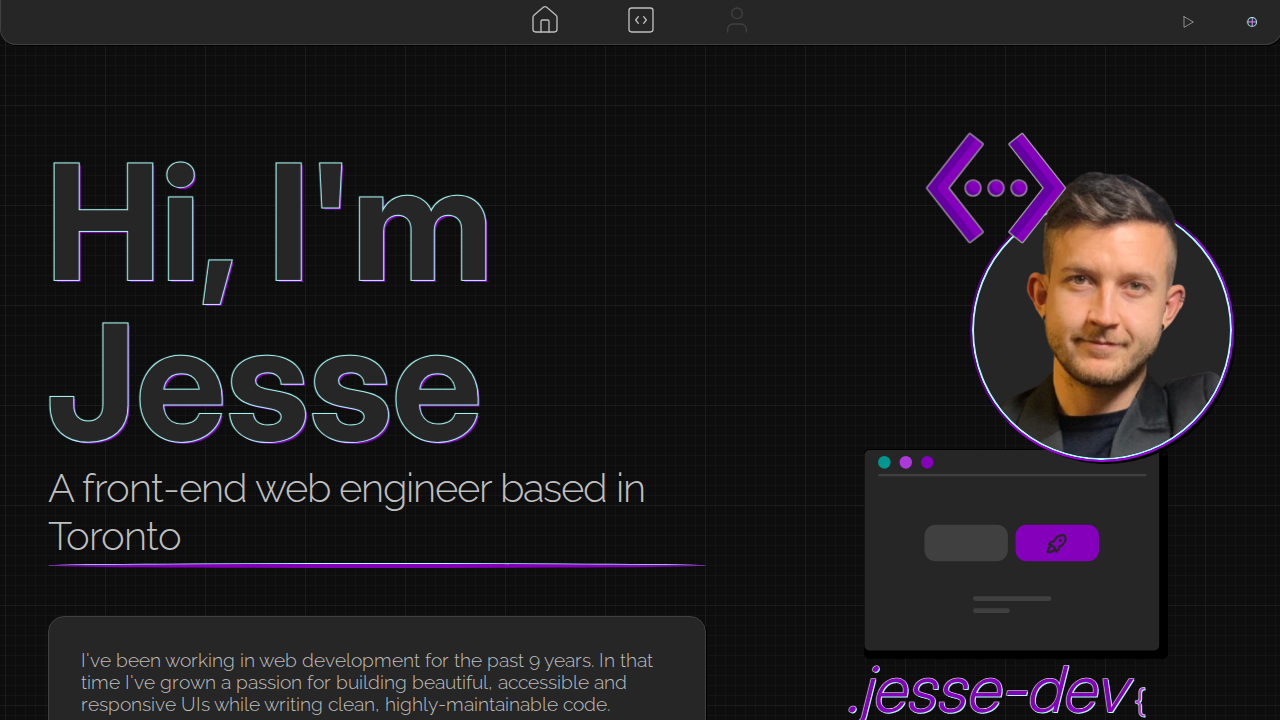 Hi, I'm
Jesse
A front-end web engineer based in
Toronto
I've been working in web development for the past 9 years. In that
time I've grown a passion for building beautiful, accessible and
responsive UIs while writing clean, highly-maintainable code.
.jesse-dev{